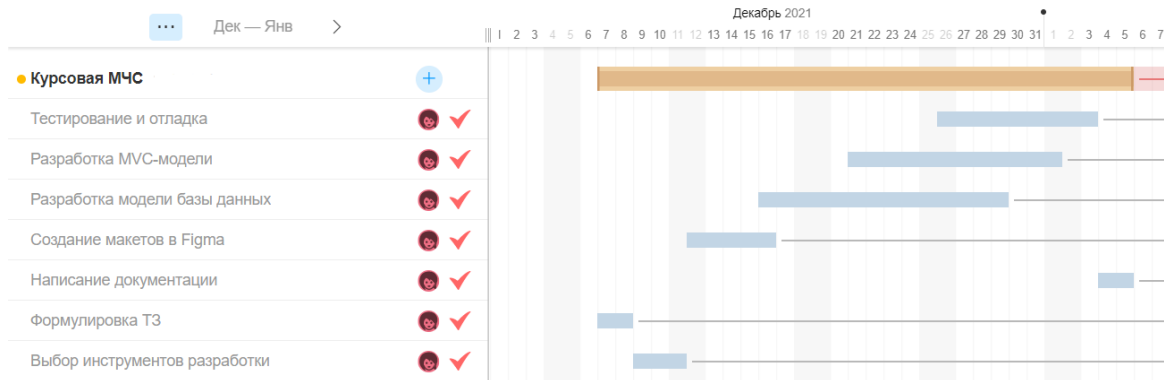 Декабрь 2021
... Дек — Янв >
1 2 3 4 5 6 7 8 9 10 11 12 13 14 15 16 17 18 19 20 21 22 23 24 25 26 27 28 29 30 31 1 2 3 4 5 6 7
Курсовая МЧС +
Тестирование и отладка
Разработка MVC-модели
Разработка модели базы данных
Создание макетов в Figma
Написание документации
Формулировка ТЗ
Выбор инструментов разработки